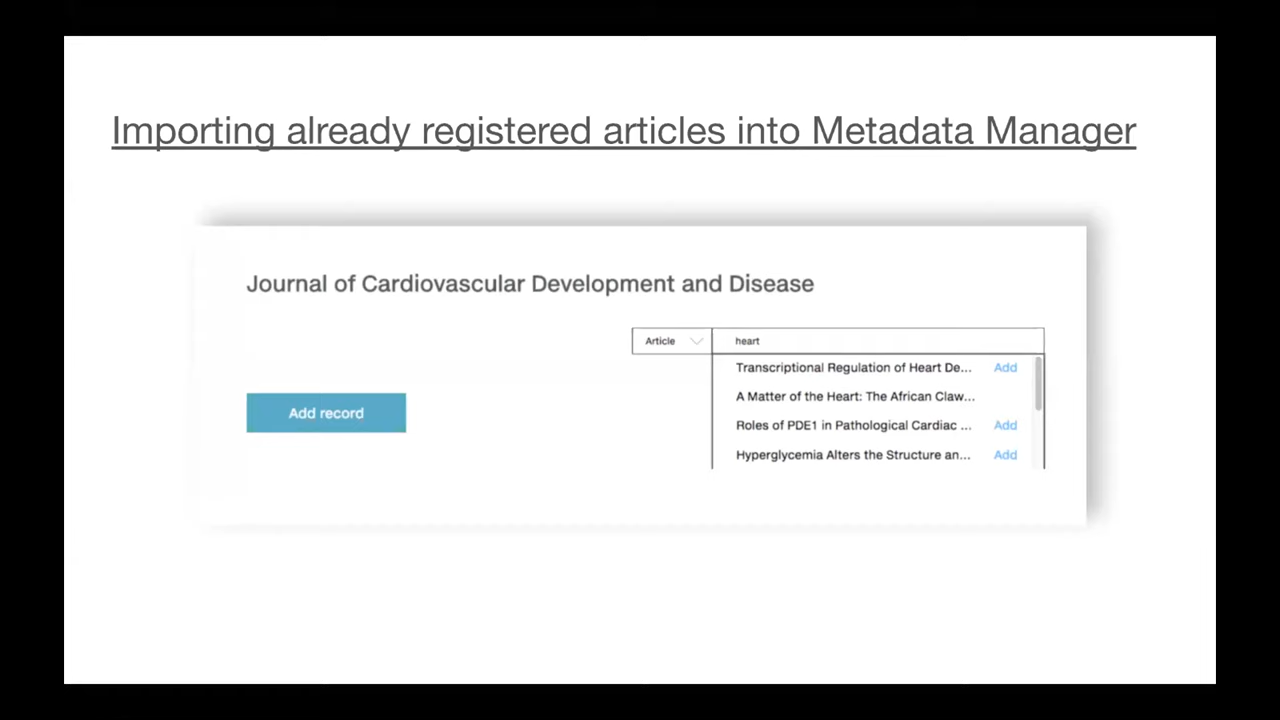 Importing already registered articles into Metadata Manager
Journal of Cardiovascular Development and Disease
Article heart
Transcriptional Regulation of Heart De... Add
A Matter of the Heart: The African Claw...
Add record
Roles of PDE1 in Pathological Cardiac ... Add
Hyperglycemia Alters the Structure an... Add